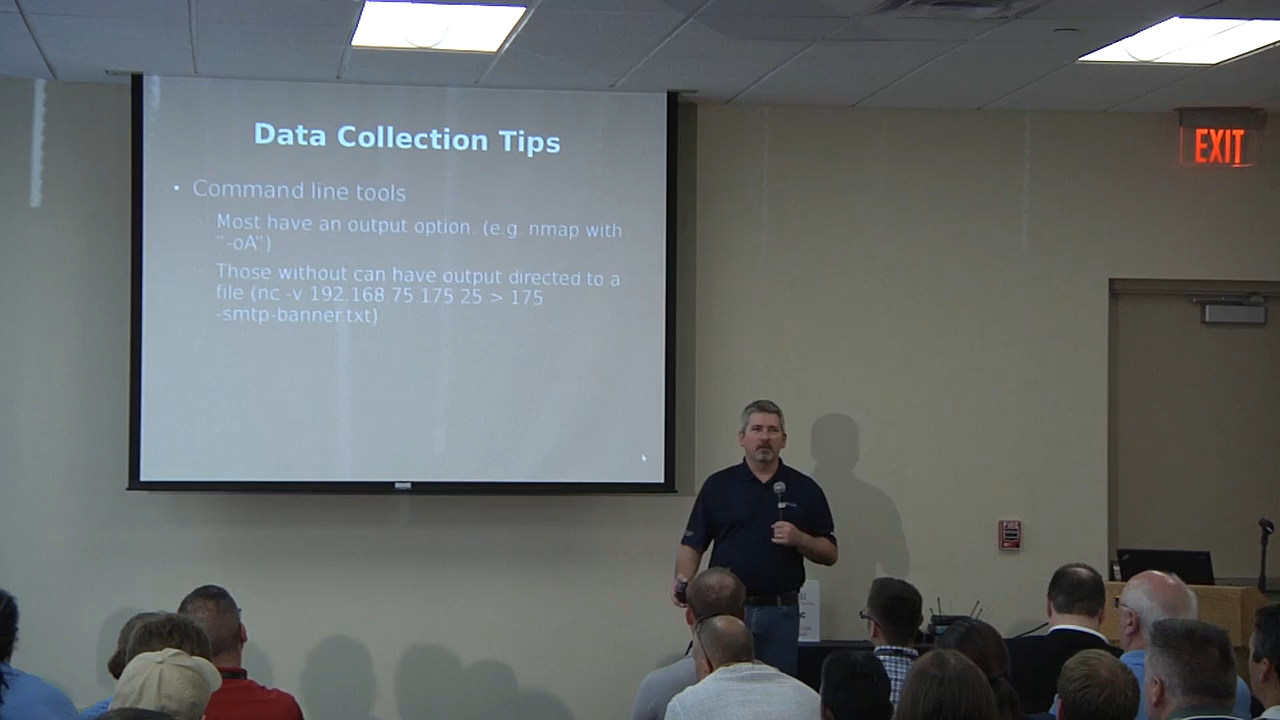 Data Collection Tips
Command line tools
Most have an output option. (e.g. nmap with
"-oA")
Those without can have output directed to a
file (nc -v 192.168.75.175 25 > 175
-smtp-banner.txt)
EXIT
FIRE